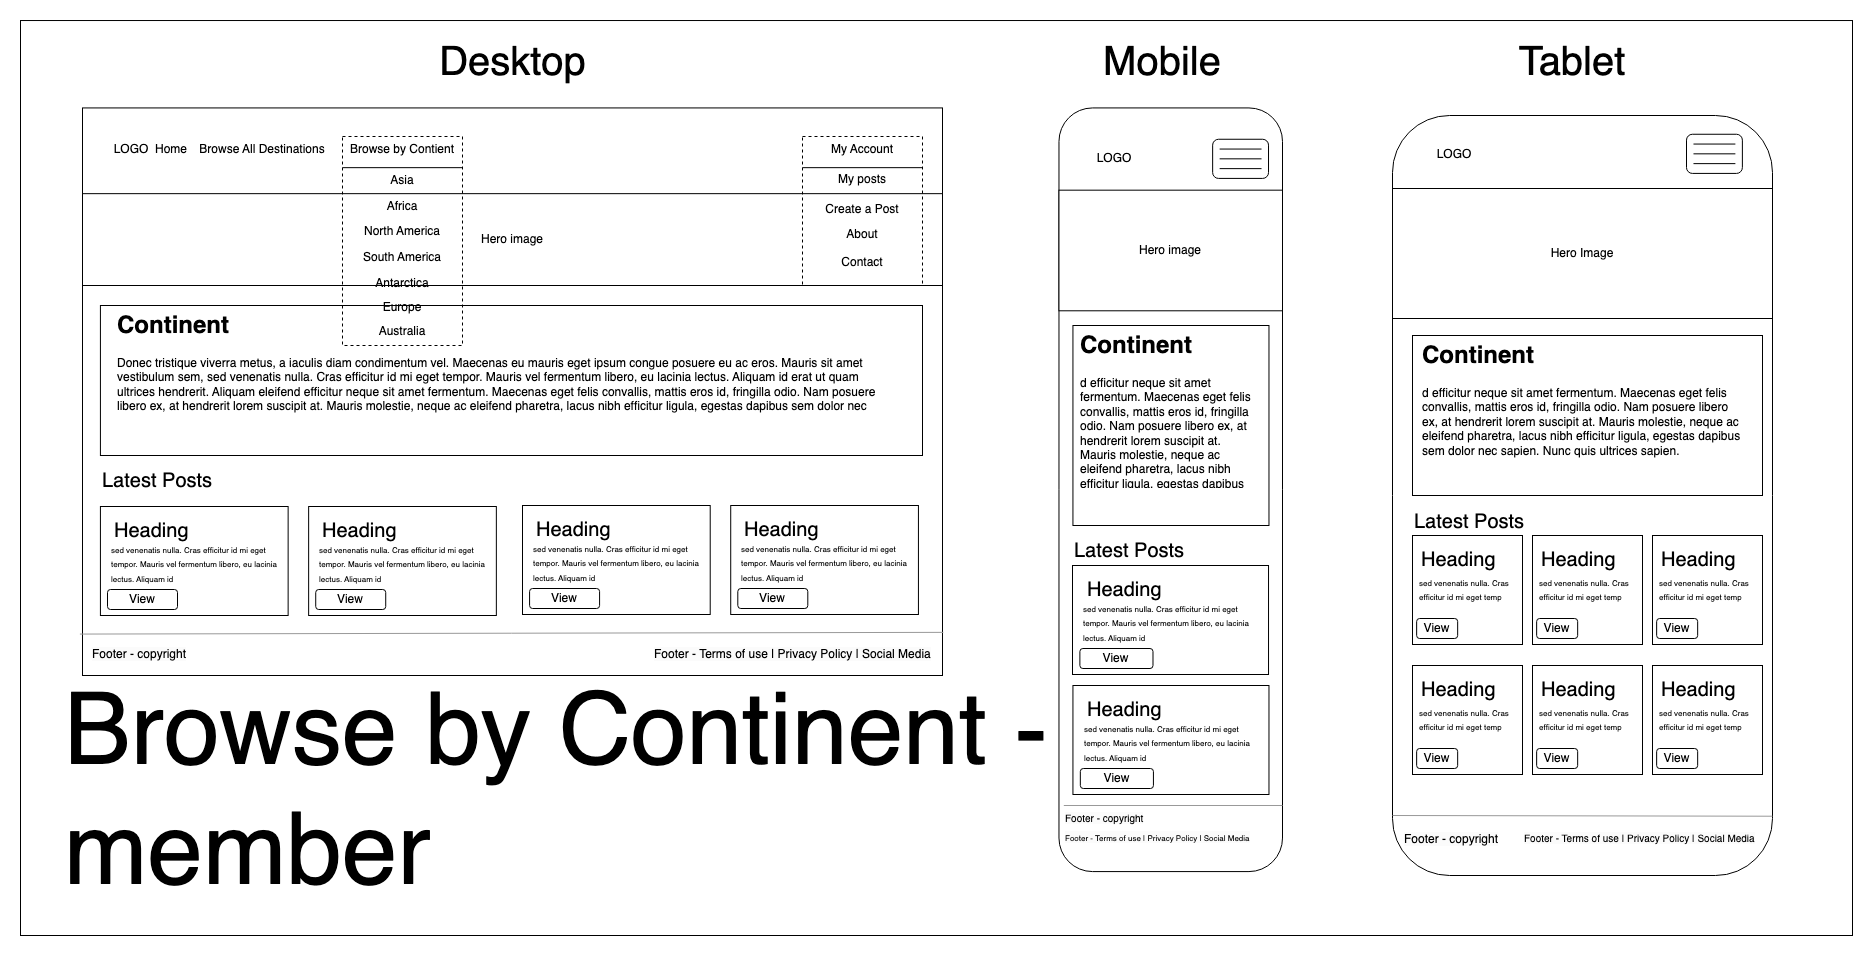 Desktop
LOGO Home Browse All Destinations Browse by Contient My Account
Asia
Africa
North America
South America
Antarctica
Europe
Australia
My posts
Create a Post
About
Contact
Hero image
Continent
Donec tristique viverra metus, a iaculis diam condimentum vel. Maecenas eu mauris eget ipsum congue posuere eu ac eros. Mauris sit amet
vestibulum sem, sed venenatis nulla. Cras efficitur id mi eget tempor. Mauris vel fermentum libero, eu lacinia lectus. Aliquam id erat ut quam
ultrices hendrerit. Aliquam eleifend efficitur neque sit amet fermentum. Maecenas eget felis convallis, mattis eros id, fringilla odio. Nam posuere
libero ex, at hendrerit lorem suscipit at. Mauris molestie, neque ac eleifend pharetra, lacus nibh efficitur ligula, egestas dapibus sem dolor nec
Latest Posts
Heading
sed venenatis nulla. Cras efficitur id mi eget
tempor. Mauris vel fermentum libero, eu lacinia
lectus. Aliquam id
View
Heading
sed venenatis nulla. Cras efficitur id mi eget
tempor. Mauris vel fermentum libero, eu lacinia
lectus. Aliquam id
View
Heading
sed venenatis nulla. Cras efficitur id mi eget
tempor. Mauris vel fermentum libero, eu lacinia
lectus. Aliquam id
View
Heading
sed venenatis nulla. Cras efficitur id mi eget
tempor. Mauris vel fermentum libero, eu lacinia
lectus. Aliquam id
View
Footer - copyright
Footer - Terms of use | Privacy Policy | Social Media
Browse by Continent -
member
Mobile
LOGO
Hero image
Continent
d efficitur neque sit amet
fermentum. Maecenas eget felis
convallis, mattis eros id, fringilla
odio. Nam posuere libero ex, at
hendrerit lorem suscipit at.
Mauris molestie, neque ac
eleifend pharetra, lacus nibh
efficitur ligula, egestas dapibus
Latest Posts
Heading
sed venenatis nulla. Cras efficitur id mi eget
tempor. Mauris vel fermentum libero, eu lacinia
lectus. Aliquam id
View
Heading
sed venenatis nulla. Cras efficitur id mi eget
tempor. Mauris vel fermentum libero, eu lacinia
lectus. Aliquam id
View
Footer - copyright
Footer - Terms of use | Privacy Policy | Social Media
Tablet
LOGO
Hero Image
Continent
d efficitur neque sit amet fermentum. Maecenas eget felis
convallis, mattis eros id, fringilla odio. Nam posuere libero
ex, at hendrerit lorem suscipit at. Mauris molestie, neque ac
eleifend pharetra, lacus nibh efficitur ligula, egestas dapibus
sem dolor nec sapien. Nunc quis ultrices sapien.
Latest Posts
Heading
sed venenatis nulla. Cras
efficitur id mi eget temp
View
Heading
sed venenatis nulla. Cras
efficitur id mi eget temp
View
Heading
sed venenatis nulla. Cras
efficitur id mi eget temp
View
Heading
sed venenatis nulla. Cras
efficitur id mi eget temp
View
Heading
sed venenatis nulla. Cras
efficitur id mi eget temp
View
Heading
sed venenatis nulla. Cras
efficitur id mi eget temp
View
Footer - copyright
Footer - Terms of use | Privacy Policy | Social Media